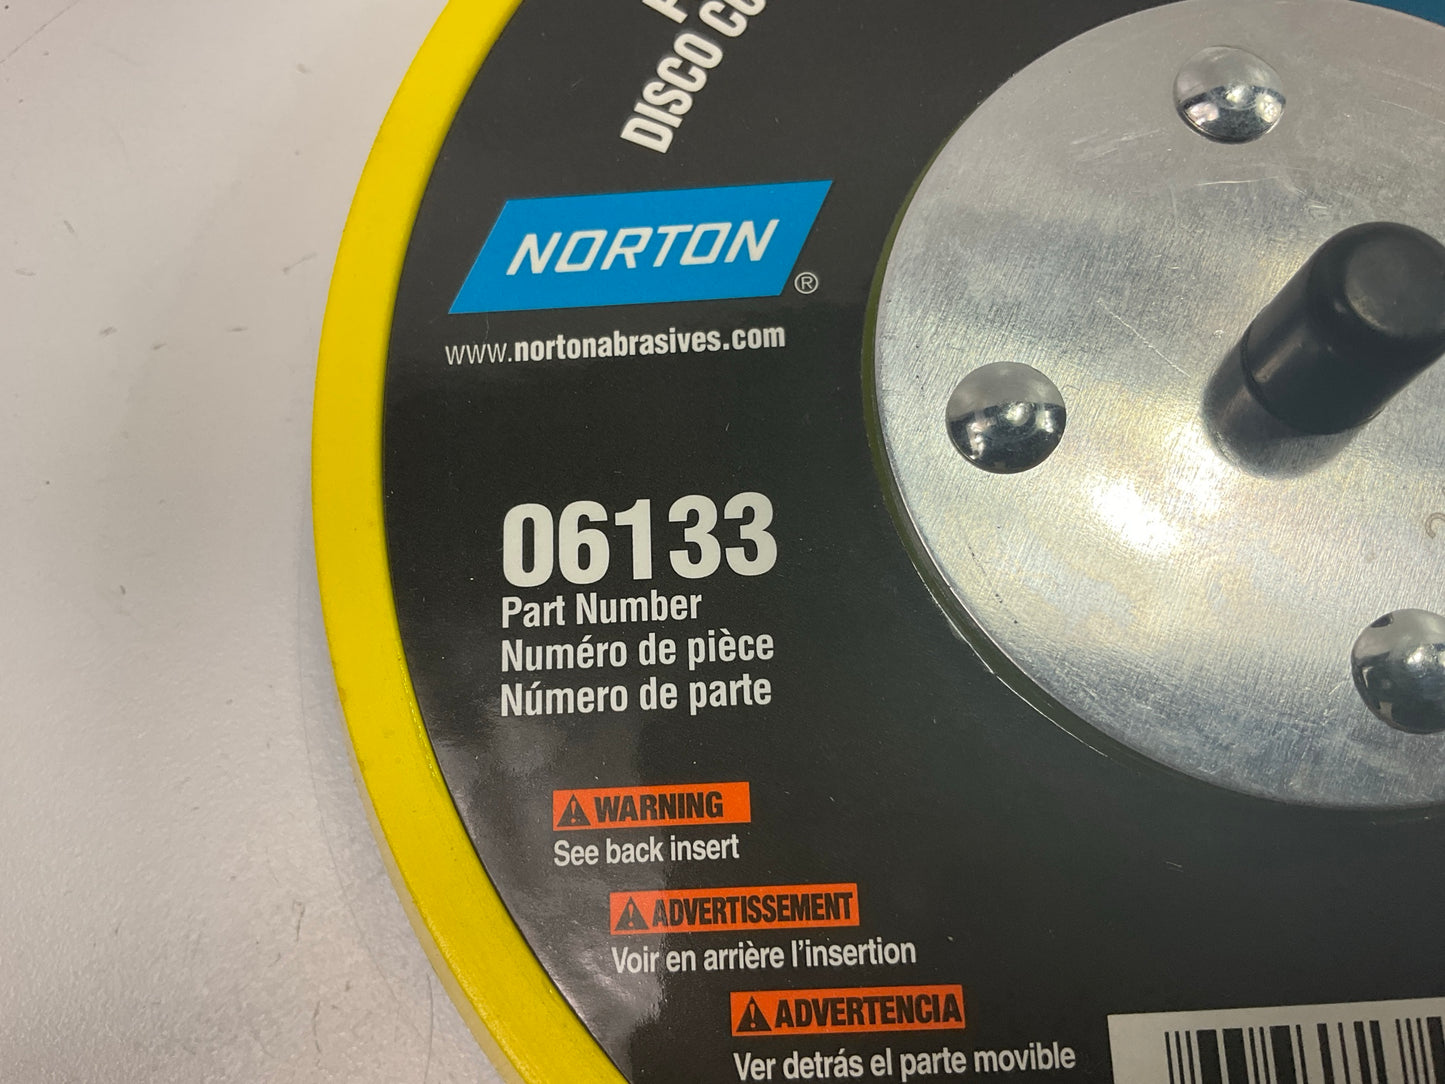 DISCO
NORTON®
www.nortonabrasives.com
06133
Part Number
Numéro de pièce
Número de parte
WARNING
See back insert
ADVERTISSEMENT
Voir en arrière l'insertion
ADVERTENCIA
Ver detrás el parte movible